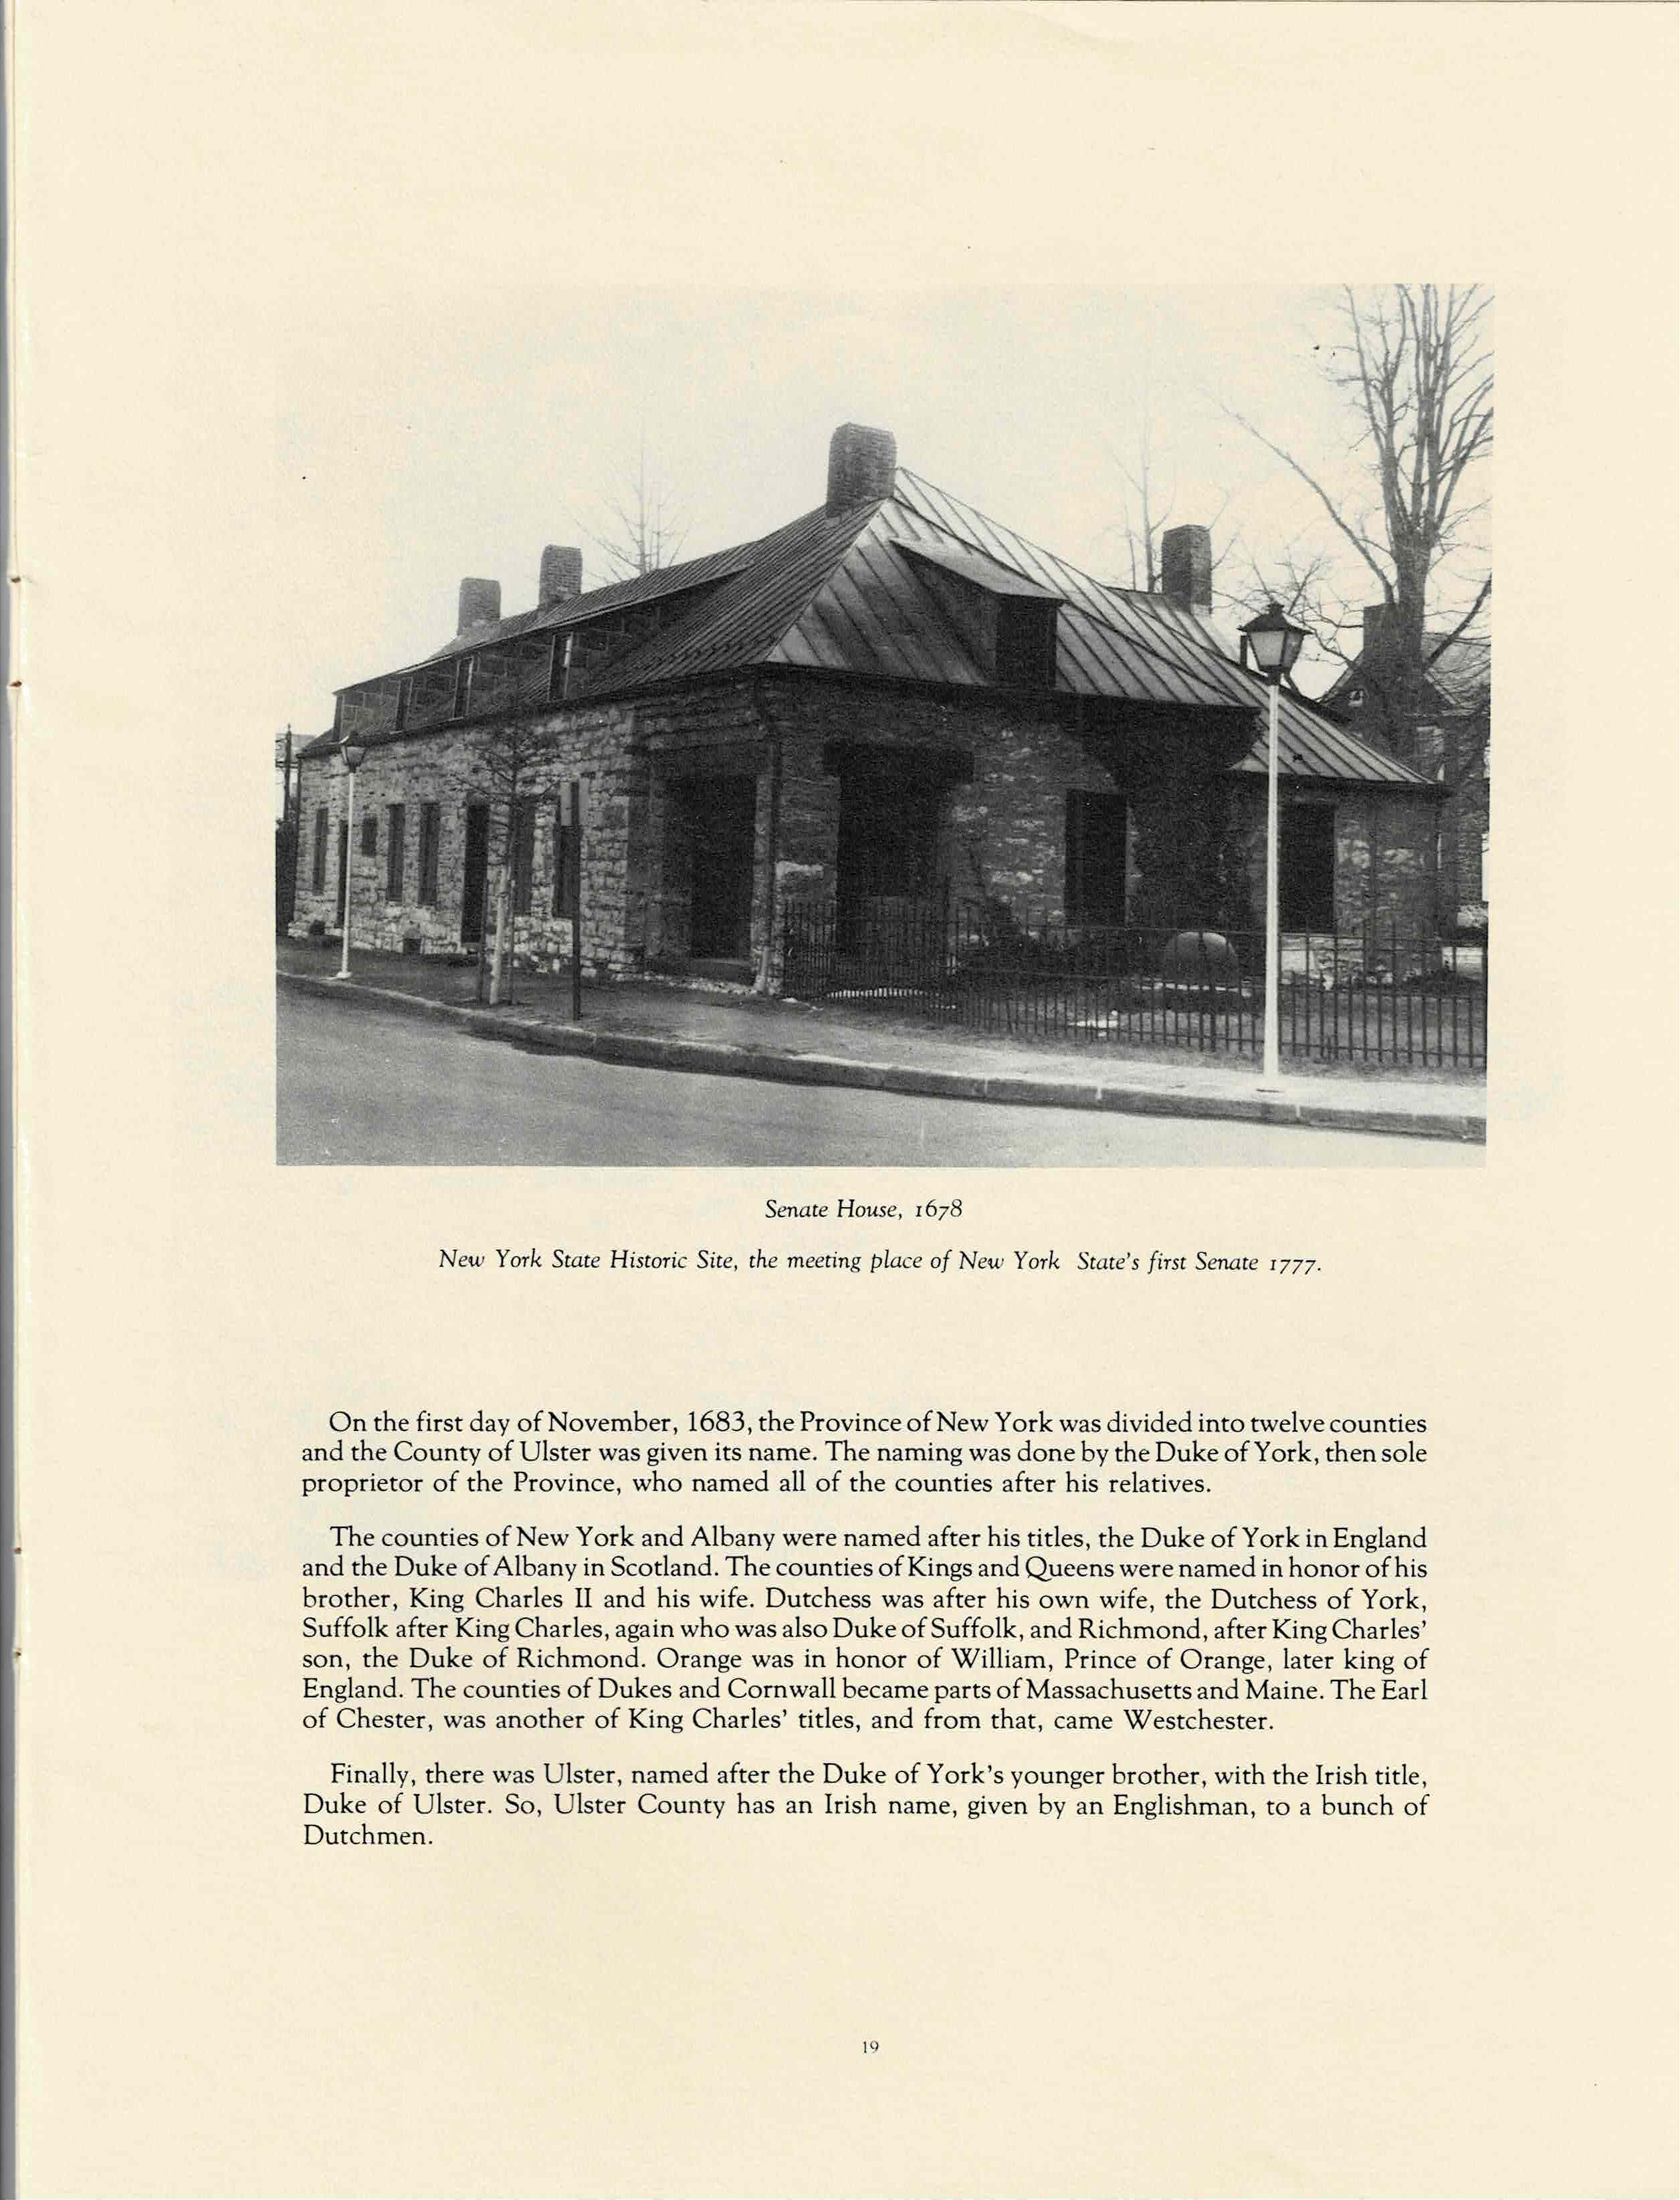 Senate House, 1678
New York State Historic Site, the meeting place of New York State's first Senate 1777.
On the first day of November, 1683, the Province of New York was divided into twelve counties
and the County of Ulster was given its name. The naming was done by the Duke of York, then sole
proprietor of the Province, who named all of the counties after his relatives.
The counties of New York and Albany were named after his titles, the Duke of York in England
and the Duke of Albany in Scotland. The counties of Kings and Queens were named in honor of his
brother, King Charles II and his wife. Dutchess was after his own wife, the Dutchess of York,
Suffolk after King Charles, again who was also Duke of Suffolk, and Richmond, after King Charles'
son, the Duke of Richmond. Orange was in honor of William, Prince of Orange, later king of
England. The counties of Dukes and Cornwall became parts of Massachusetts and Maine. The Earl
of Chester, was another of King Charles' titles, and from that, came Westchester.
Finally, there was Ulster, named after the Duke of York's younger brother, with the Irish title,
Duke of Ulster. So, Ulster County has an Irish name, given by an Englishman, to a bunch of
Dutchmen.
19